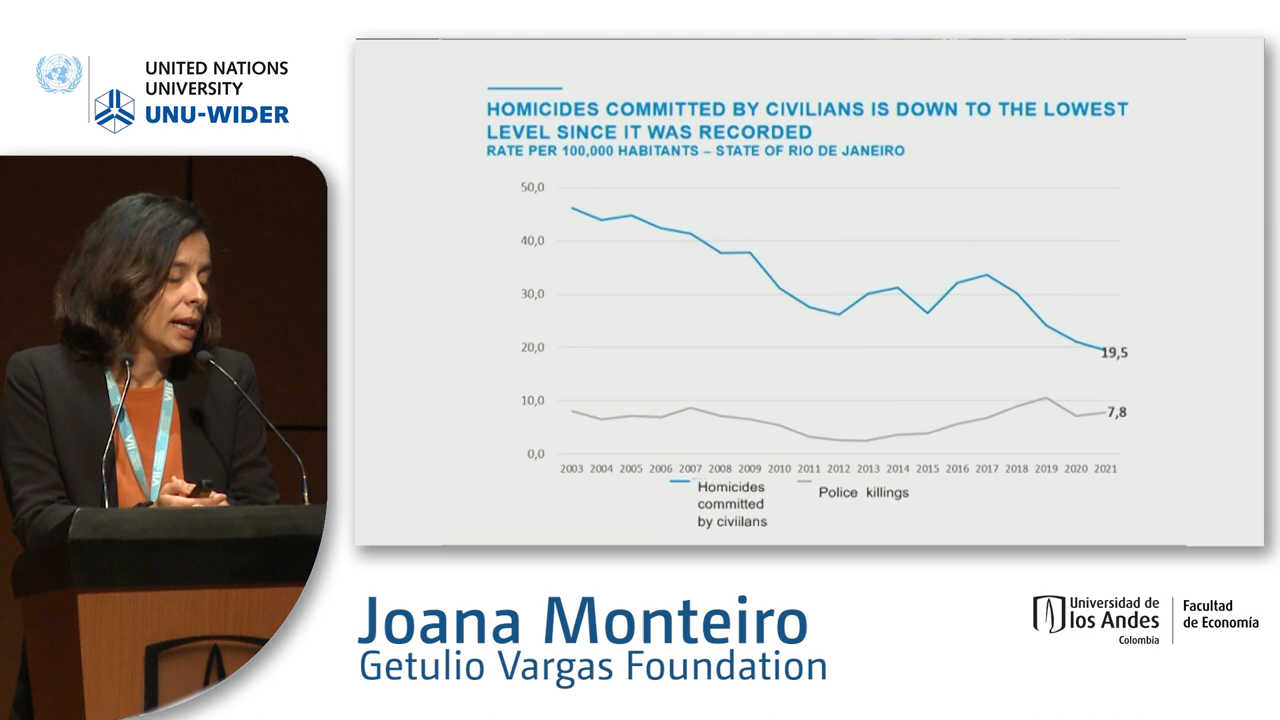 UNITED NATIONS
UNIVERSITY
UNU-WIDER
HOMICIDES COMMITTED BY CIVILIANS IS DOWN TO THE LOWEST
LEVEL SINCE IT WAS RECORDED
RATE PER 100,000 HABITANTS – STATE OF RIO DE JANEIRO
50,0
40,0
30,0
20,0
10,0
0,0
19,5
7,8
2003 2004 2005 2006 2007 2008 2009 2010 2011 2012 2013 2014 2015 2016 2017 2018 2019 2020 2021
Homicides
committed
by civiilans
Police killings
VII
VII
Joana Monteiro
Getulio Vargas Foundation
Universidad de
los Andes
Colombia
Facultad
de Economía